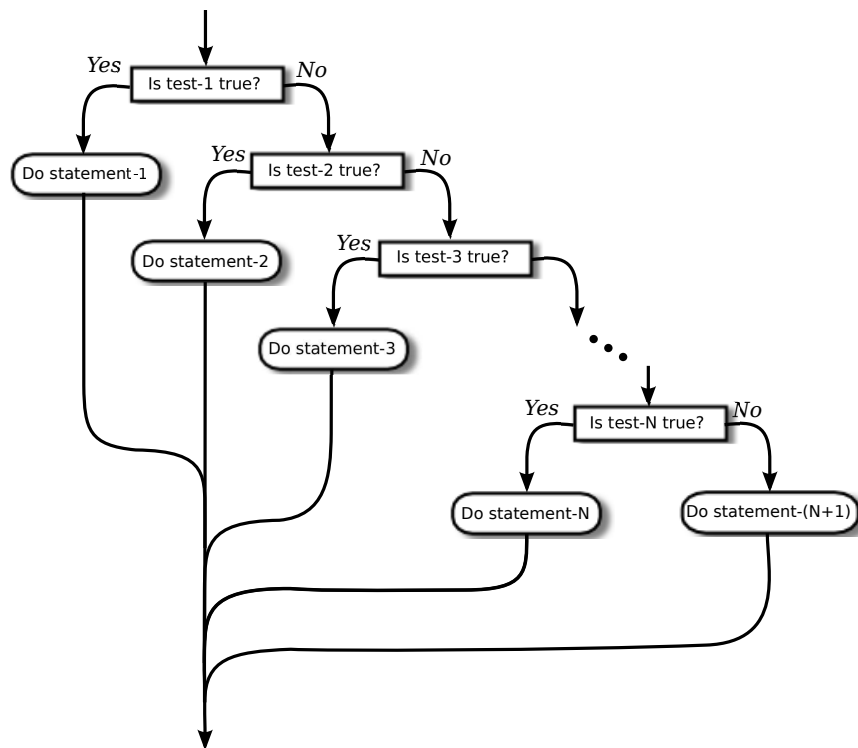 Yes
Is test-1 true?
No
Do statement-1
Yes
Is test-2 true?
No
Do statement-2
Yes
Is test-3 true?
Do statement-3
Yes
Is test-N true?
No
Do statement-N
Do statement-(N+1)